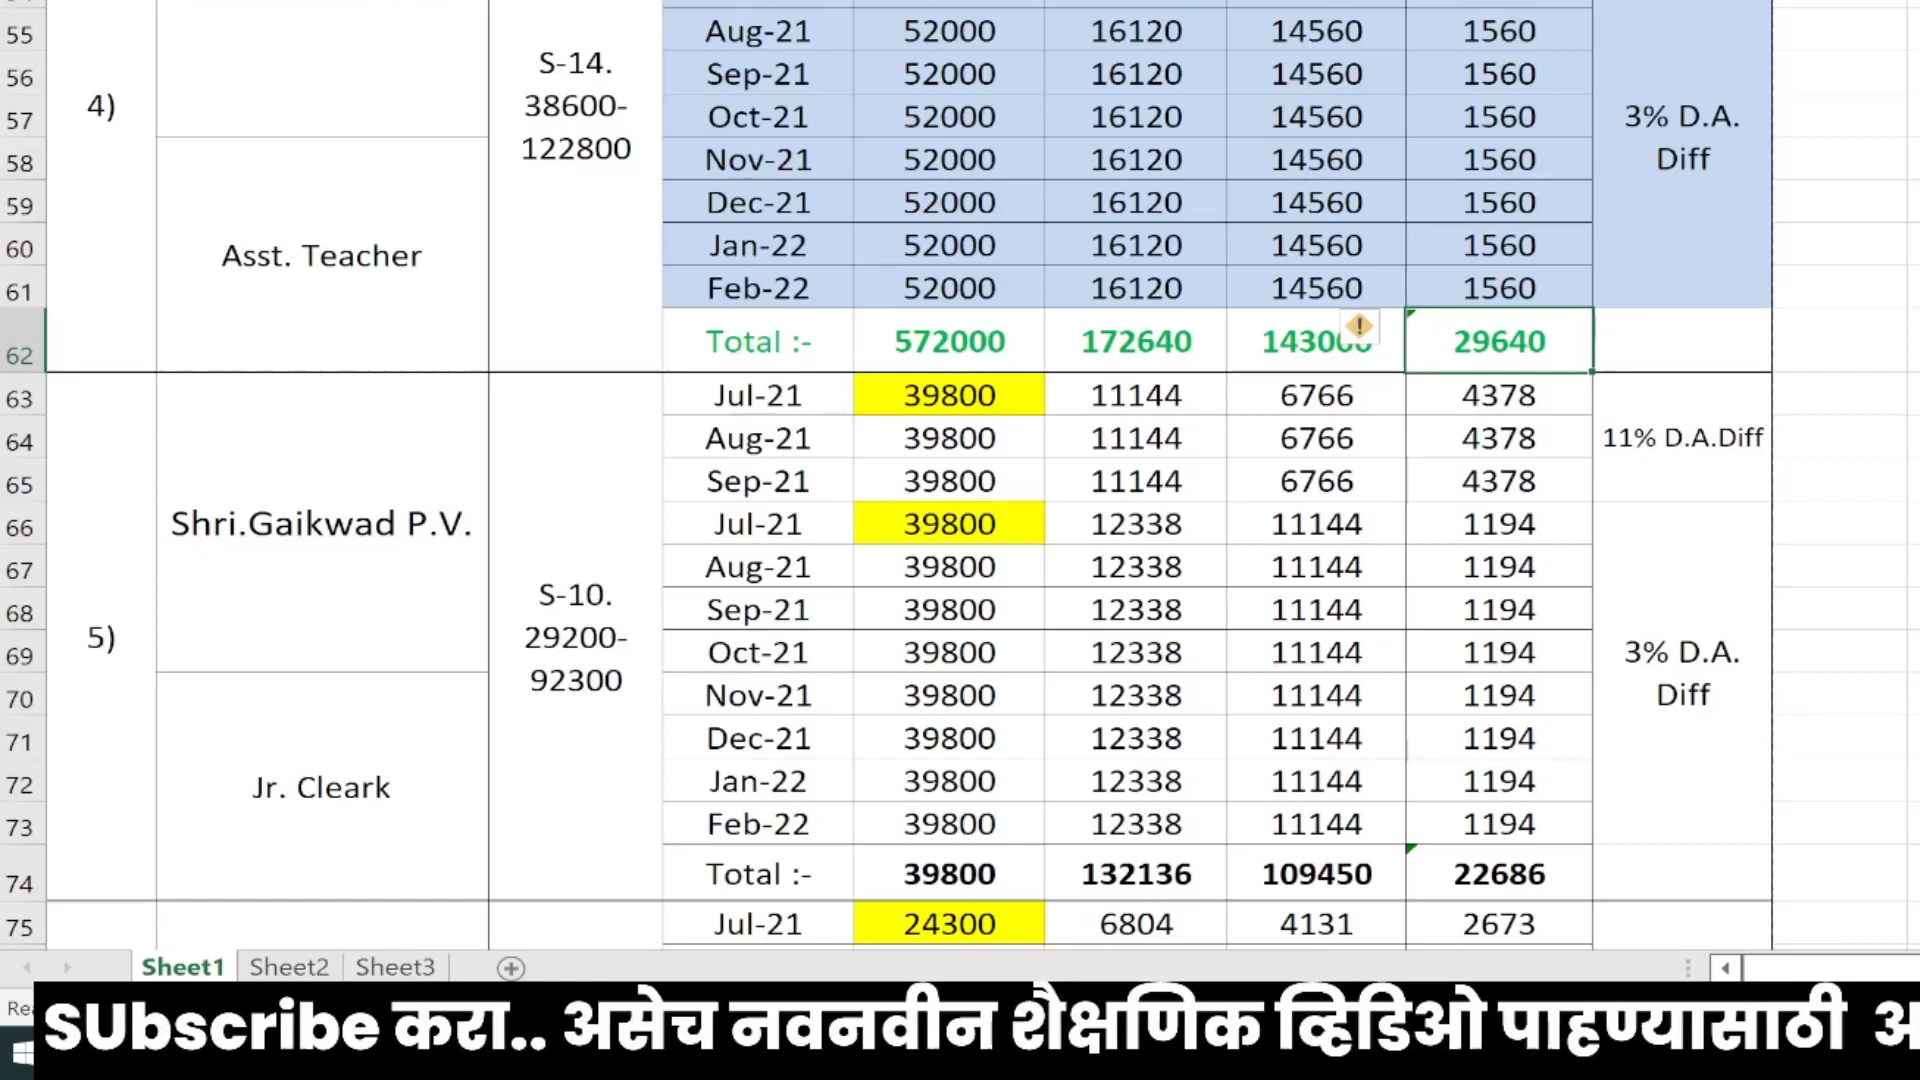 55 Aug-21 52000 16120 14560 1560
56 S-14. Sep-21 52000 16120 14560 1560
57 4) 38600- Oct-21 52000 16120 14560 1560 3% D.A.
58 122800 Nov-21 52000 16120 14560 1560 Diff
59 Dec-21 52000 16120 14560 1560
60 Asst. Teacher Jan-22 52000 16120 14560 1560
61 Feb-22 52000 16120 14560 1560
62 Total :- 572000 172640 143000 29640
63 Jul-21 39800 11144 6766 4378
64 Aug-21 39800 11144 6766 4378 11% D.A.Diff
65 Sep-21 39800 11144 6766 4378
66 Shri.Gaikwad P.V. Jul-21 39800 12338 11144 1194
67 Aug-21 39800 12338 11144 1194
68 S-10. Sep-21 39800 12338 11144 1194
69 5) 29200- Oct-21 39800 12338 11144 1194 3% D.A.
70 92300 Nov-21 39800 12338 11144 1194 Diff
71 Dec-21 39800 12338 11144 1194
72 Jr. Cleark Jan-22 39800 12338 11144 1194
73 Feb-22 39800 12338 11144 1194
74 Total :- 39800 132136 109450 22686
75 Jul-21 24300 6804 4131 2673
Sheet1 Sheet2 Sheet3
SUbscribe करा.. असेच नवनवीन शैक्षणिक व्हिडिओ पाहण्यासाठी